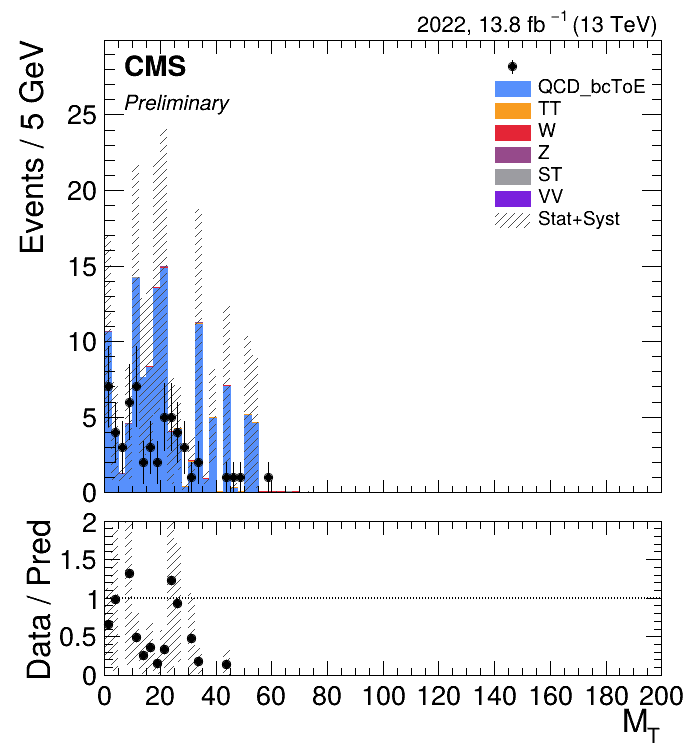 2022, 13.8 fb⁻¹ (13 TeV)
CMS
Preliminary
QCD_bcToE
TT
W
Z
ST
VV
Stat+Syst
Events / 5 GeV
25
20
15
10
5
0
Data / Pred
2
1.5
1
0.5
0
0 20 40 60 80 100 120 140 160 180 200
M_T